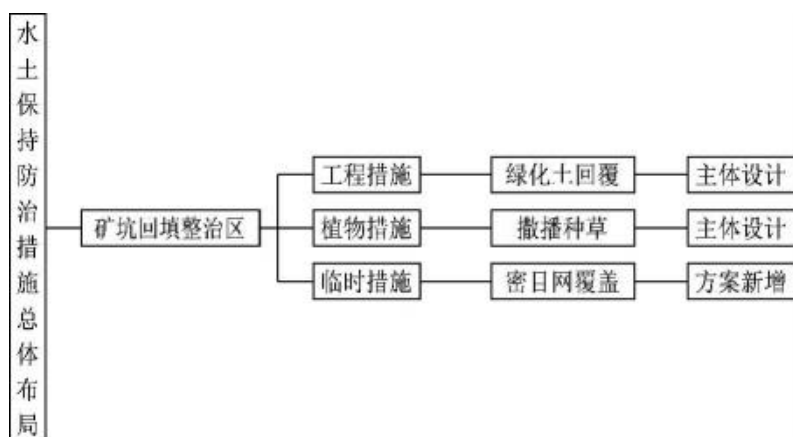 水土保持防治措施总体布局
矿坑回填整治区
工程措施 绿化土回覆 主体设计
植物措施 撒播种草 主体设计
临时措施 密目网覆盖 方案新增